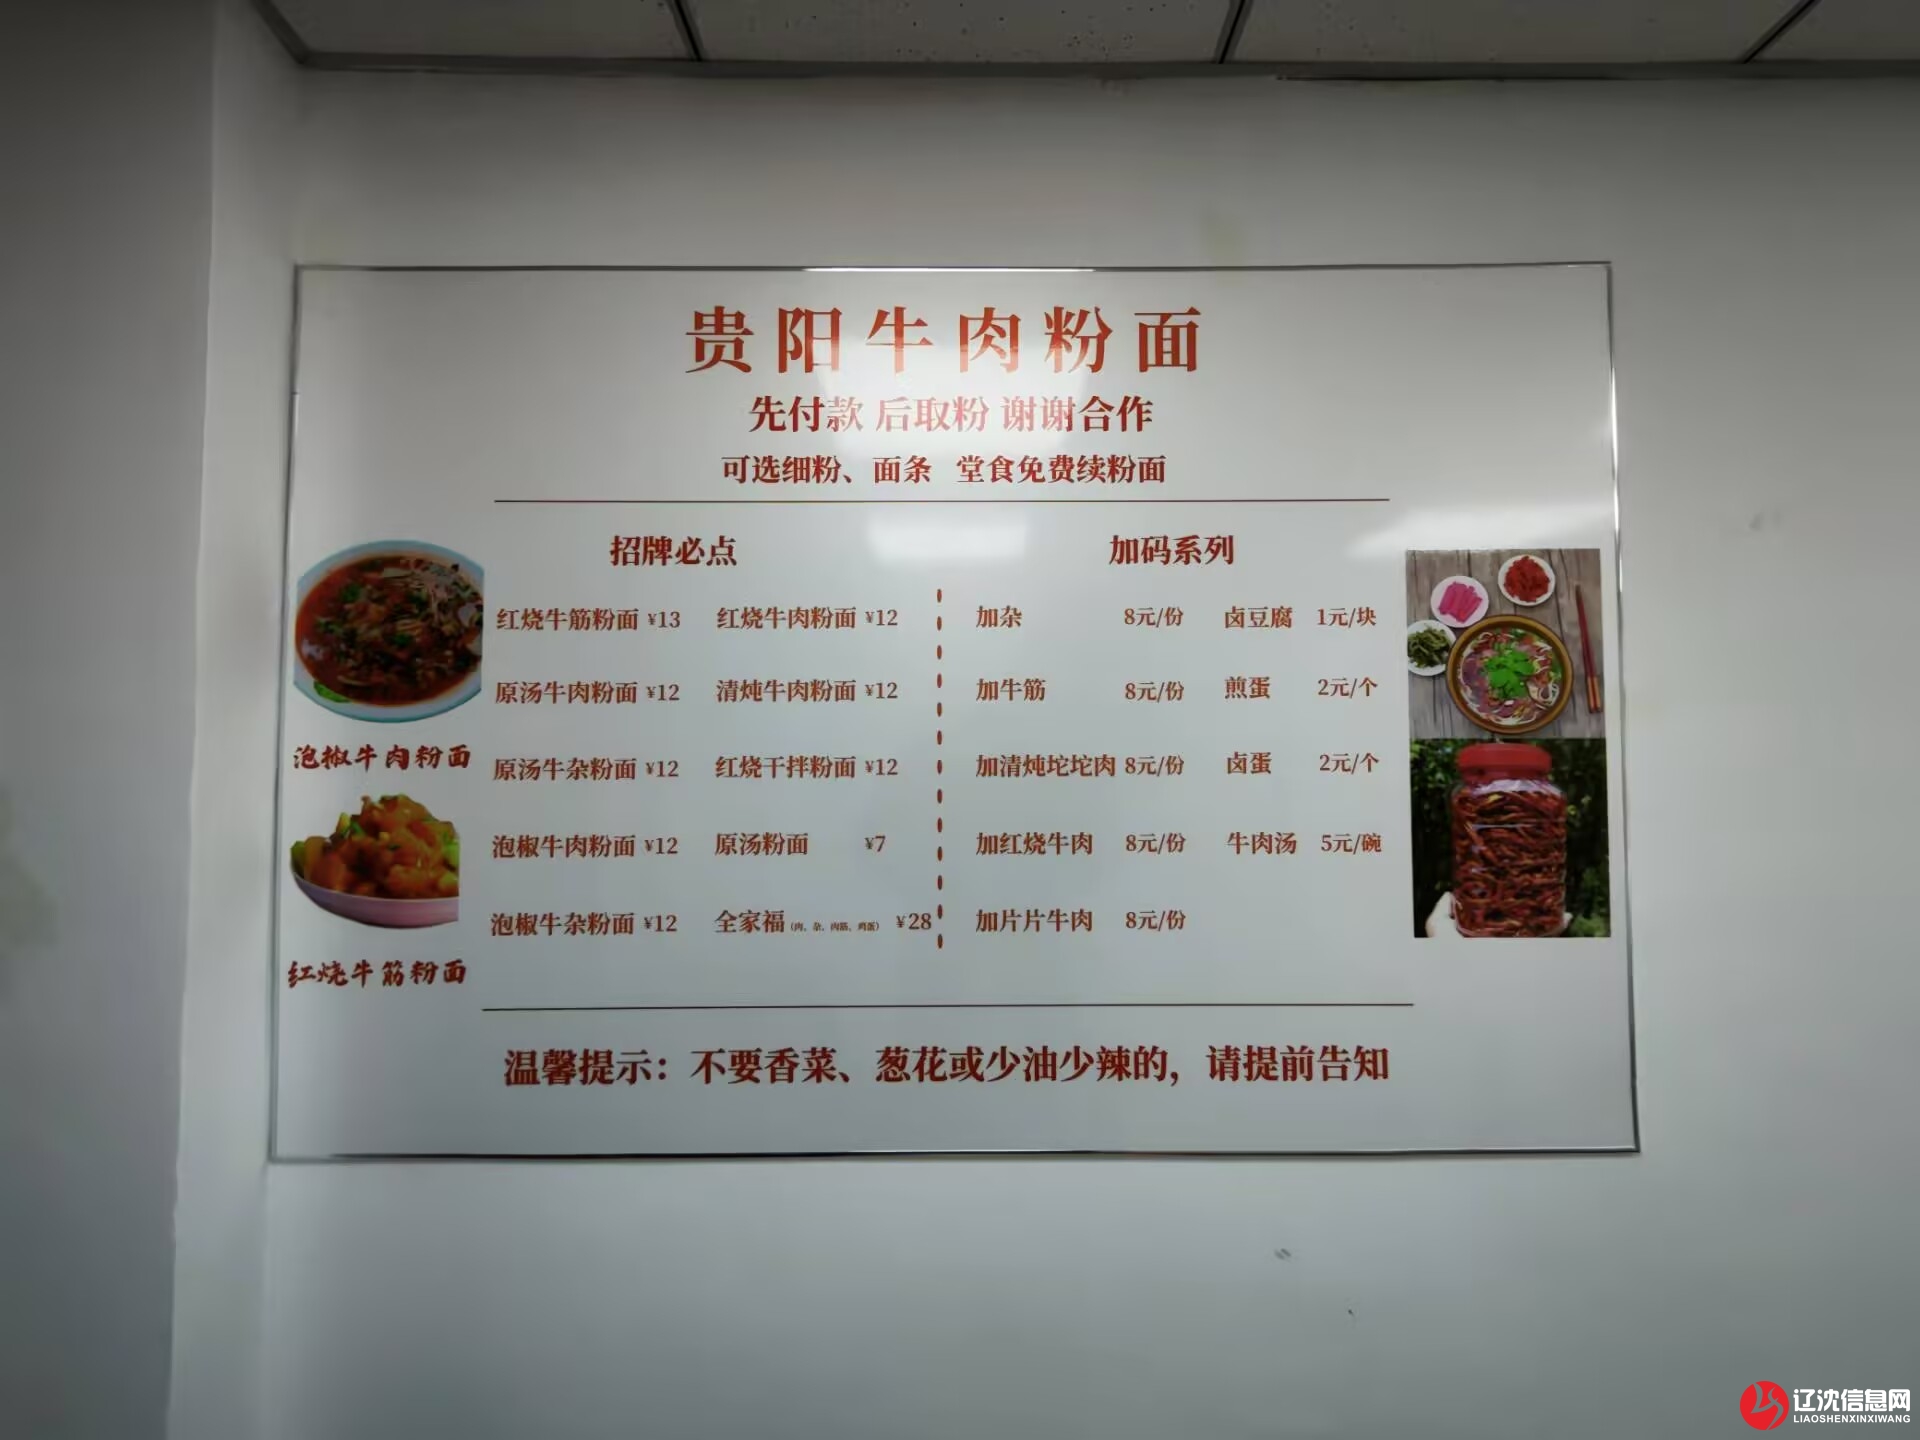 贵阳牛肉粉面
先付款 后取粉 谢谢合作
可选细粉、面条 堂食免费续粉面
招牌必点
红烧牛筋粉面 ¥13 红烧牛肉粉面 ¥12
原汤牛肉粉面 ¥12 清炖牛肉粉面 ¥12
原汤牛杂粉面 ¥12 红烧干拌粉面 ¥12
泡椒牛肉粉面 ¥12 原汤粉面 ¥7
泡椒牛杂粉面 ¥12 全家福（肉、杂、肉筋、鸡蛋） ¥28
加码系列
加杂 8元/份 卤豆腐 1元/块
加牛筋 8元/份 煎蛋 2元/个
加清炖坨坨肉 8元/份 卤蛋 2元/个
加红烧牛肉 8元/份 牛肉汤 5元/碗
加片片牛肉 8元/份
泡椒牛肉粉面
红烧牛筋粉面
温馨提示：不要香菜、葱花或少油少辣的，请提前告知
辽沈信息网
LIAOSHENXINXIWANG